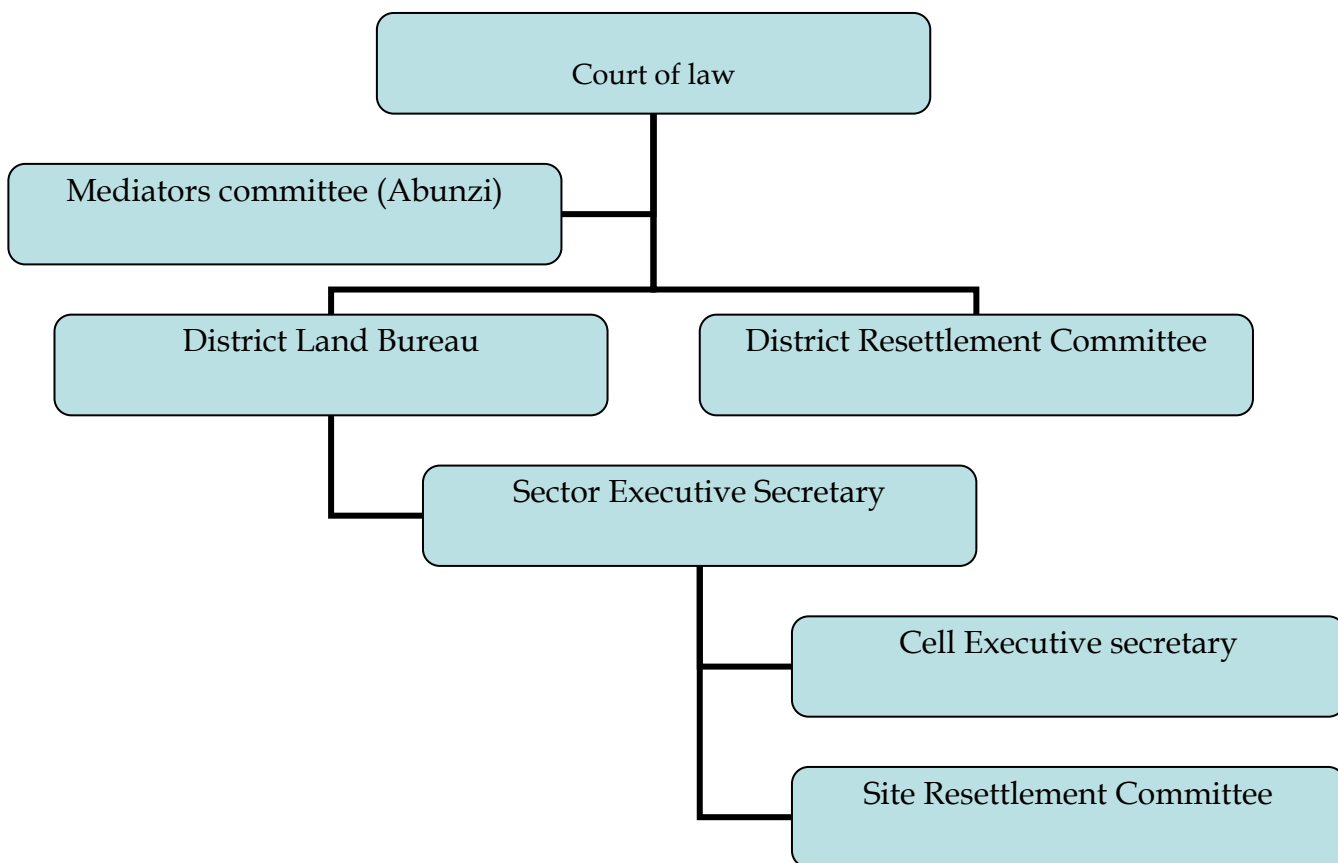 Court of law
Mediators committee (Abunzi)
District Land Bureau
District Resettlement Committee
Sector Executive Secretary
Cell Executive secretary
Site Resettlement Committee